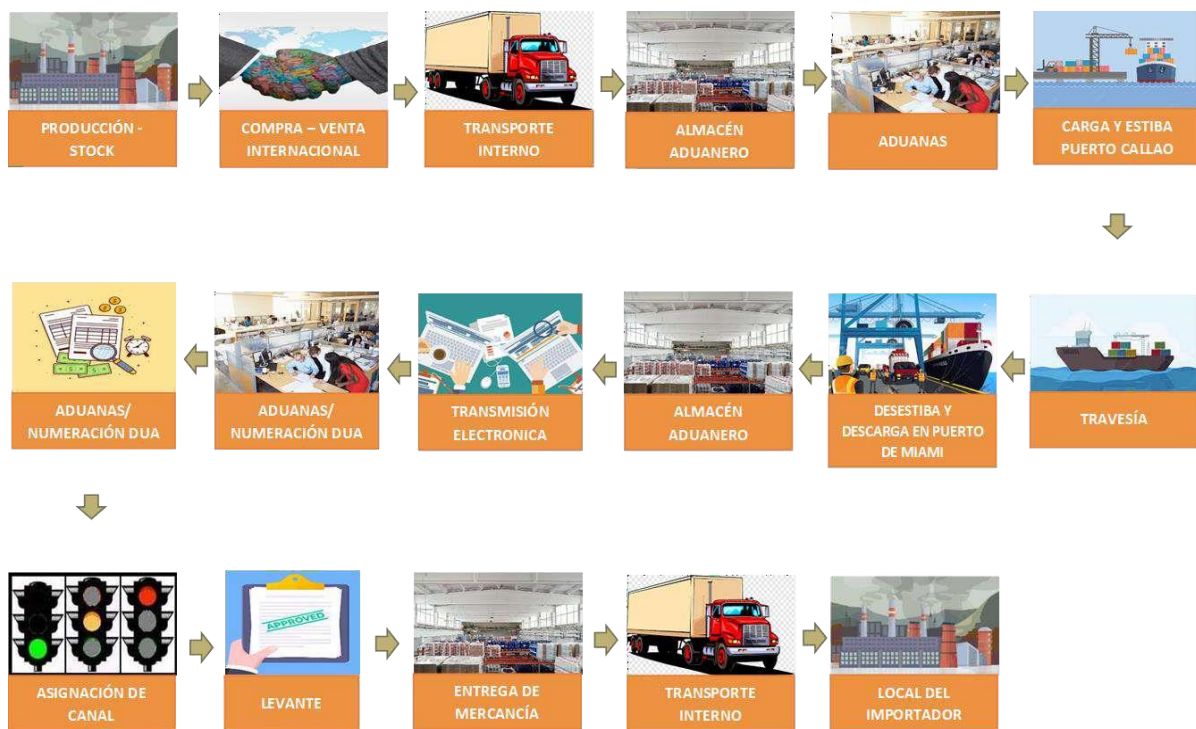 PRODUCCIÓN -
STOCK
COMPRA – VENTA
INTERNACIONAL
TRANSPORTE
INTERNO
ALMACÉN
ADUANERO
ADUANAS
CARGA Y ESTIBA
PUERTO CALLAO
ADUANAS/
NUMERACIÓN DUA
ADUANAS/
NUMERACIÓN DUA
TRANSMISIÓN
ELECTRONICA
ALMACÉN
ADUANERO
DESESTIBA Y
DESCARGA EN PUERTO
DE MIAMI
TRAVESÍA
ASIGNACIÓN DE
CANAL
APPROVED
LEVANTE
ENTREGA DE
MERCANCÍA
TRANSPORTE
INTERNO
LOCAL DEL
IMPORTADOR